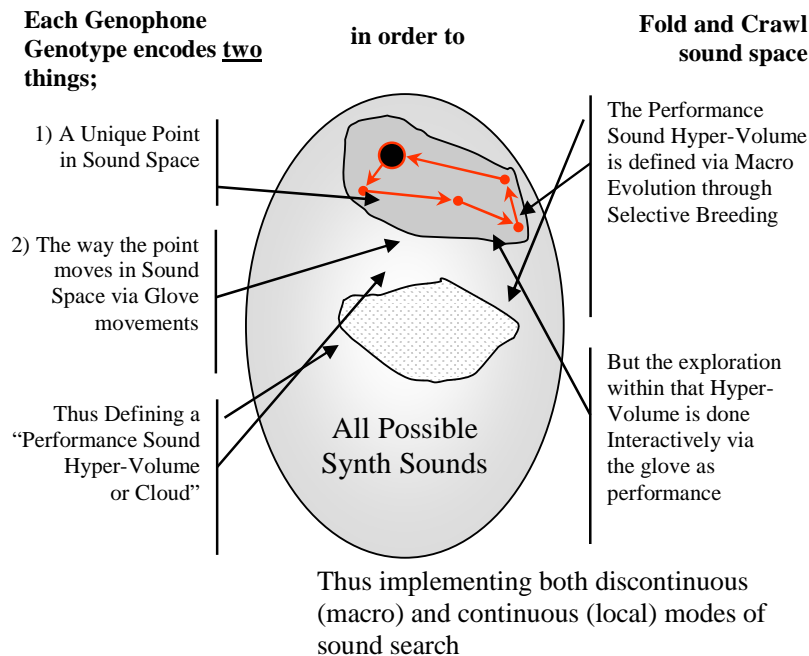 Each Genophone
Genotype encodes two
things;
in order to
Fold and Crawl
sound space
1) A Unique Point
in Sound Space
2) The way the point
moves in Sound
Space via Glove
movements
Thus Defining a
“Performance Sound
Hyper-Volume
or Cloud”
All Possible
Synth Sounds
The Performance
Sound Hyper-Volume
is defined via Macro
Evolution through
Selective Breeding
But the exploration
within that Hyper-
Volume is done
Interactively via
the glove as
performance
Thus implementing both discontinuous
(macro) and continuous (local) modes of
sound search